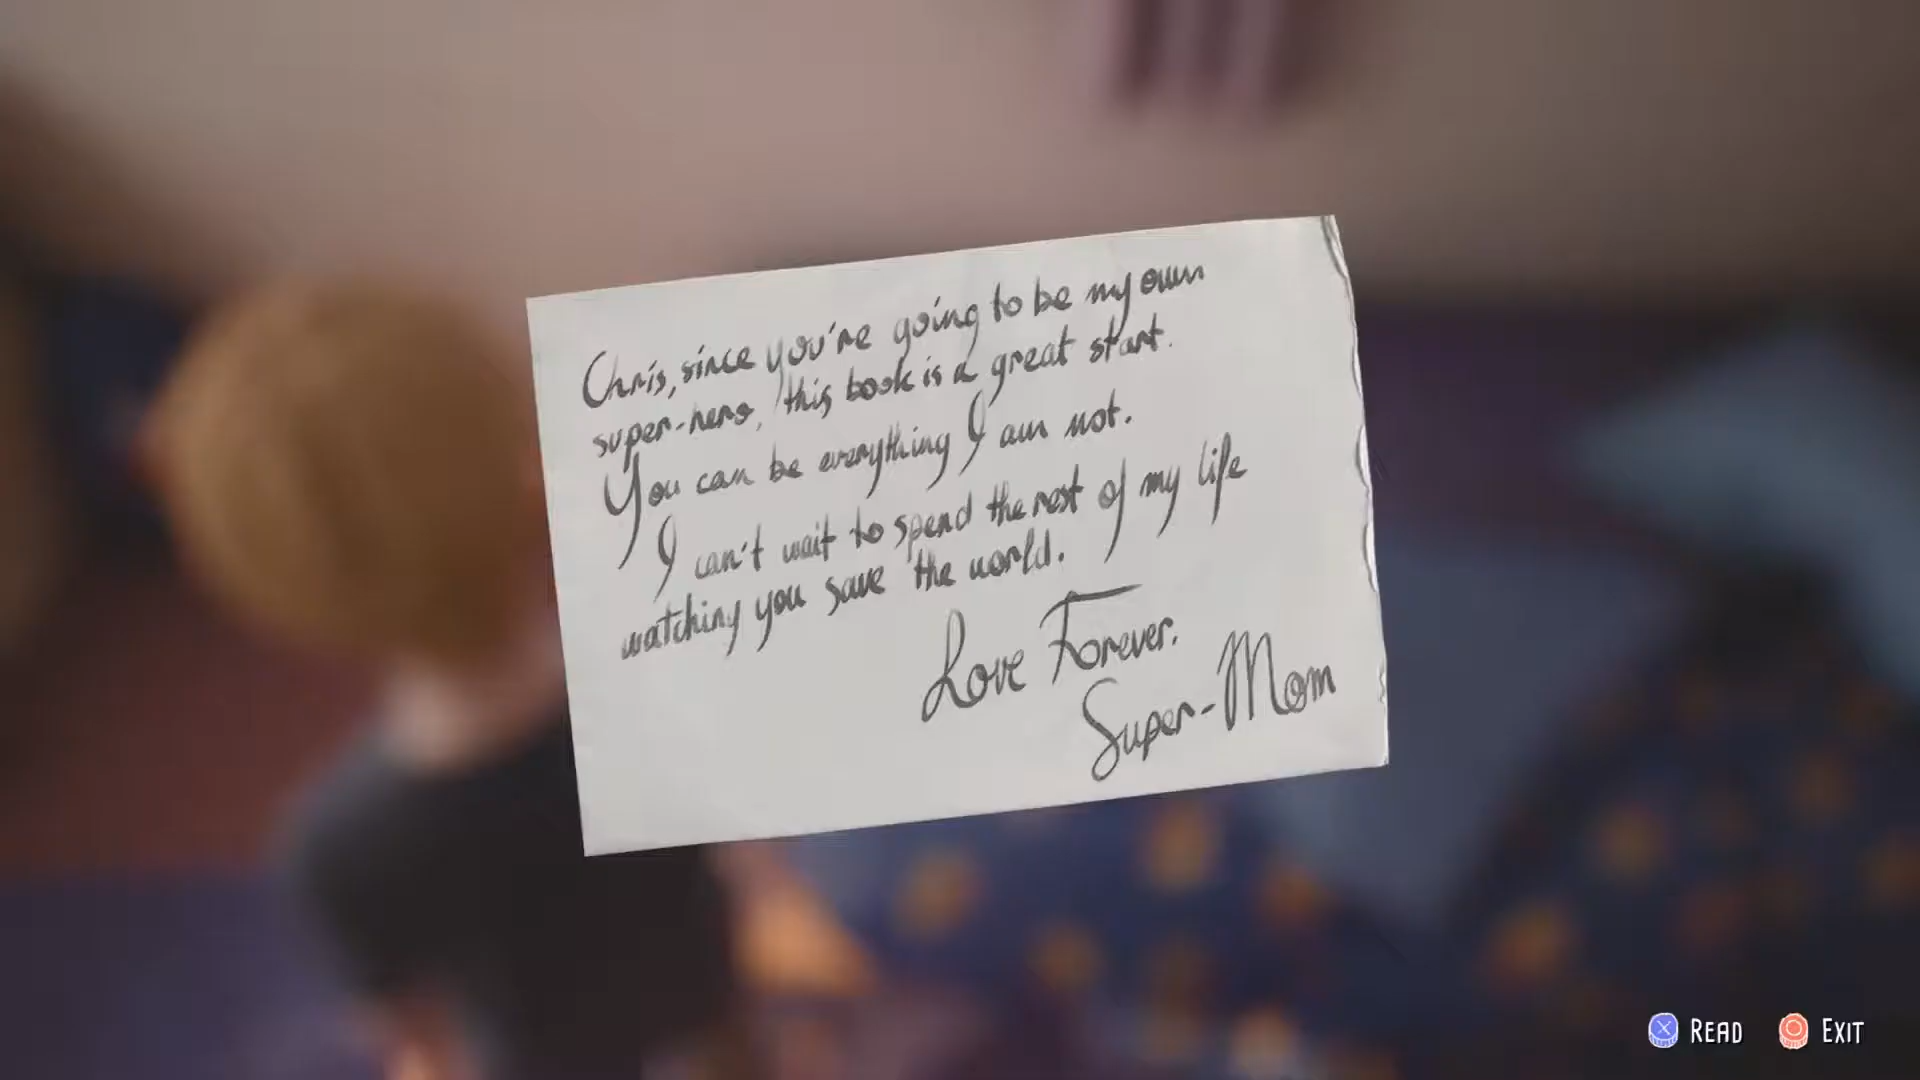 Chris, since you're going to be my own
super-hero, this book is a great start.
You can be everything I am not.
I can't wait to spend the rest of my life
watching you save the world.
Love Forever.
Super-Mom
READ
EXIT